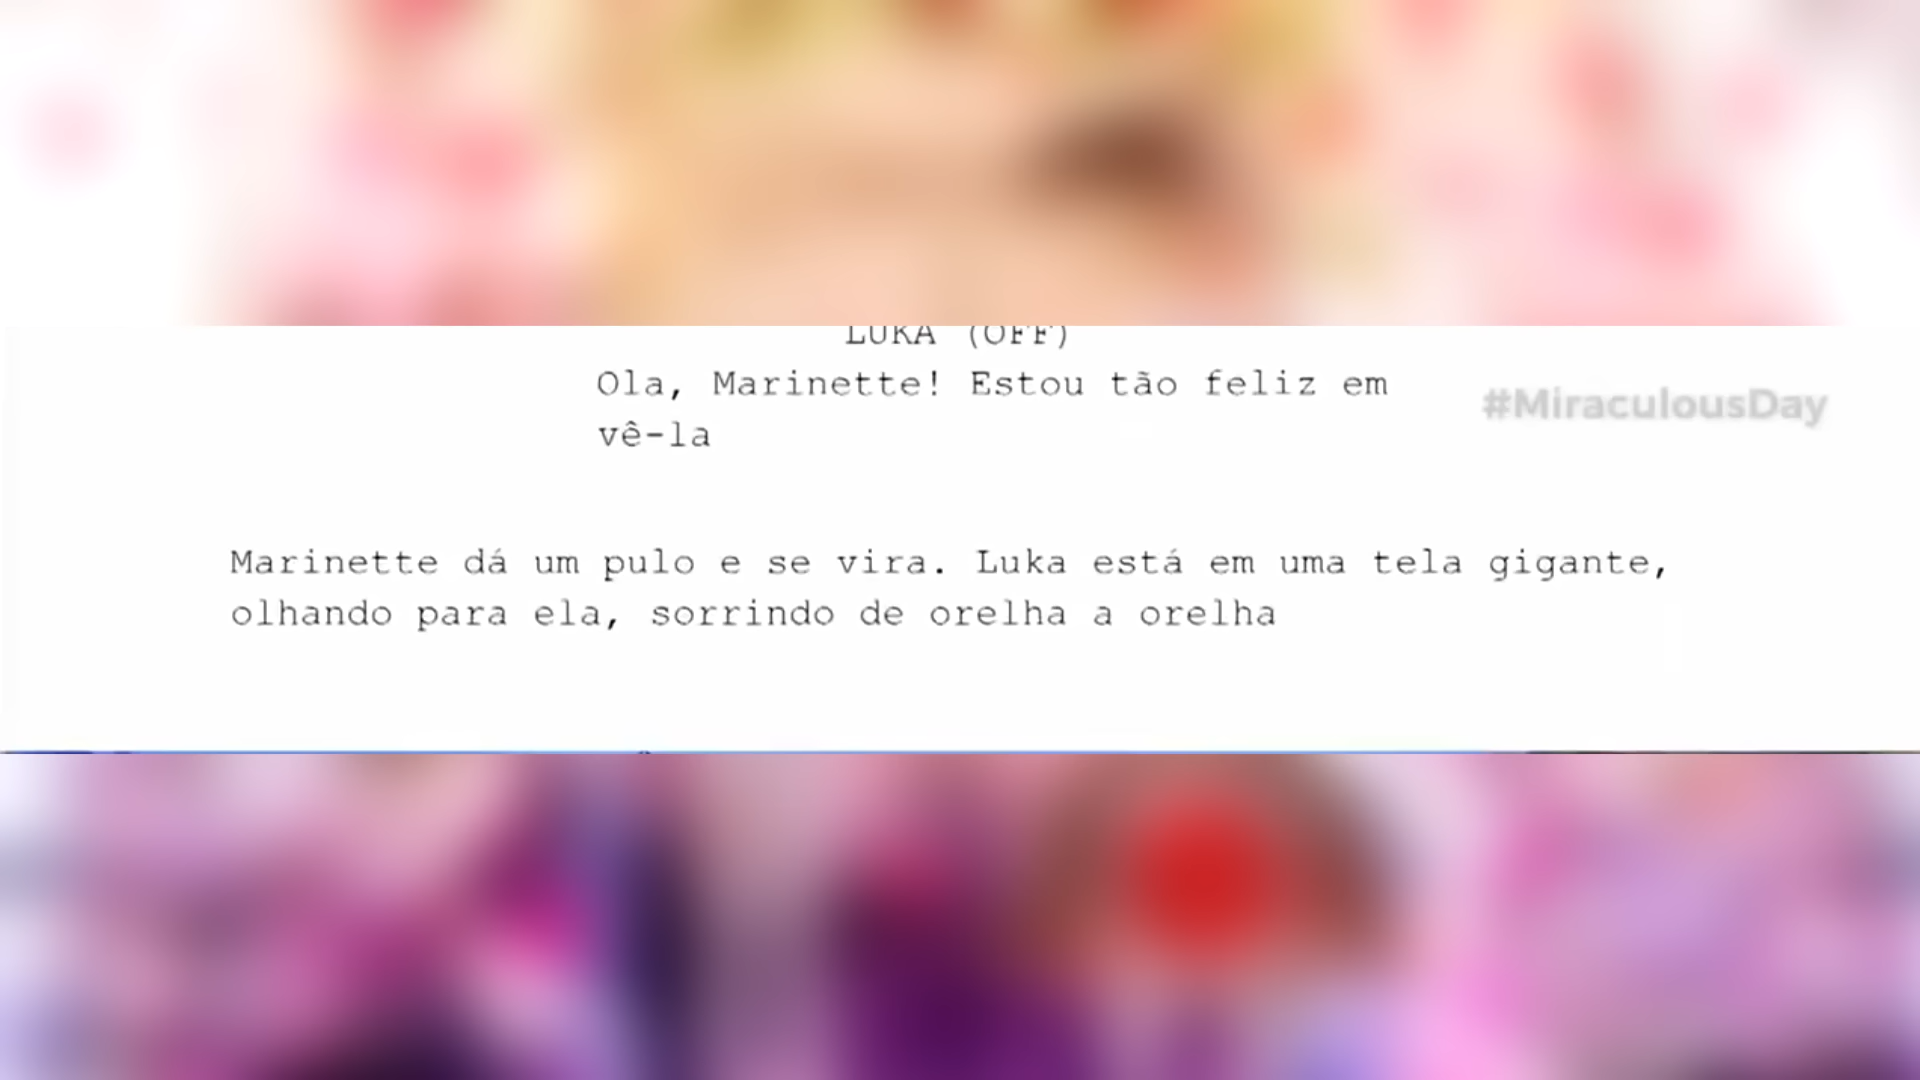 LUKA (OFF)
Ola, Marinette! Estou tão feliz em
vê-la
#MiraculousDay
Marinette dá um pulo e se vira. Luka está em uma tela gigante,
olhando para ela, sorrindo de orelha a orelha